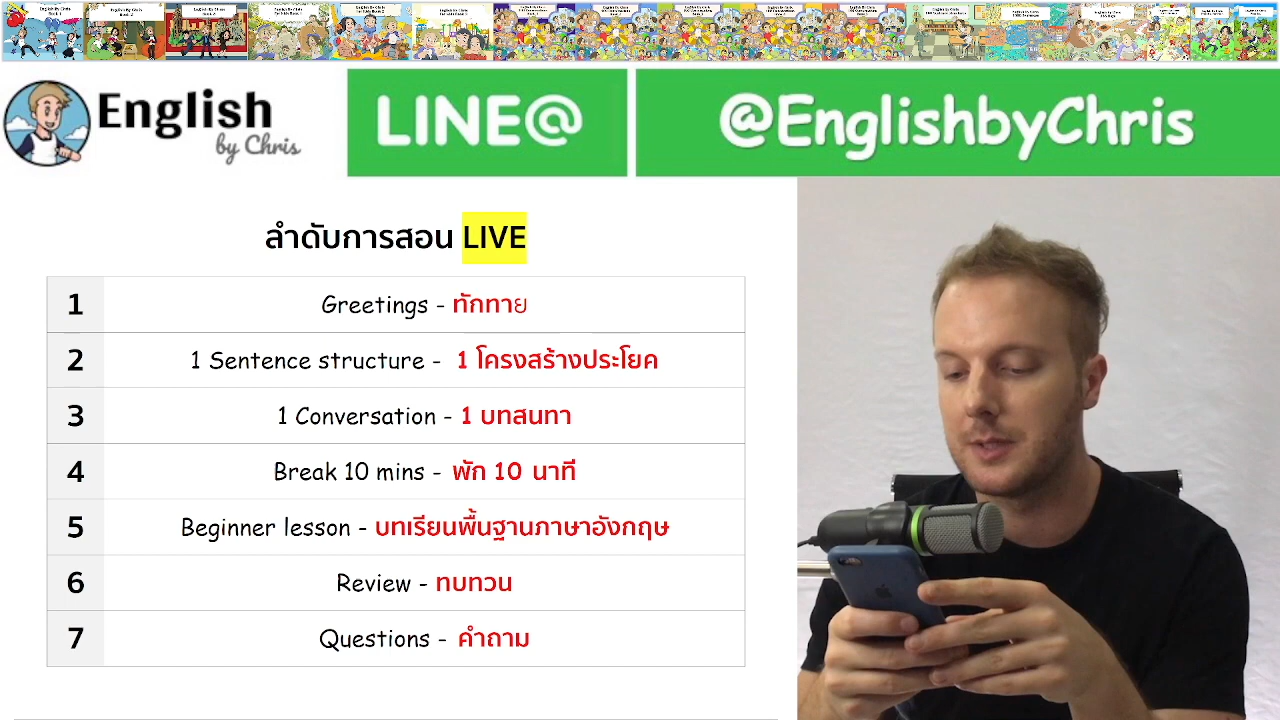 English
by Chris
LINE@
@EnglishbyChris
ลำดับการสอน LIVE
1 Greetings - ทักทาย
2 1 Sentence structure - 1 โครงสร้างประโยค
3 1 Conversation - 1 บทสนทา
4 Break 10 mins - พัก 10 นาที
5 Beginner lesson - บทเรียนพื้นฐานภาษาอังกฤษ
6 Review - ทบทวน
7 Questions - คำถาม